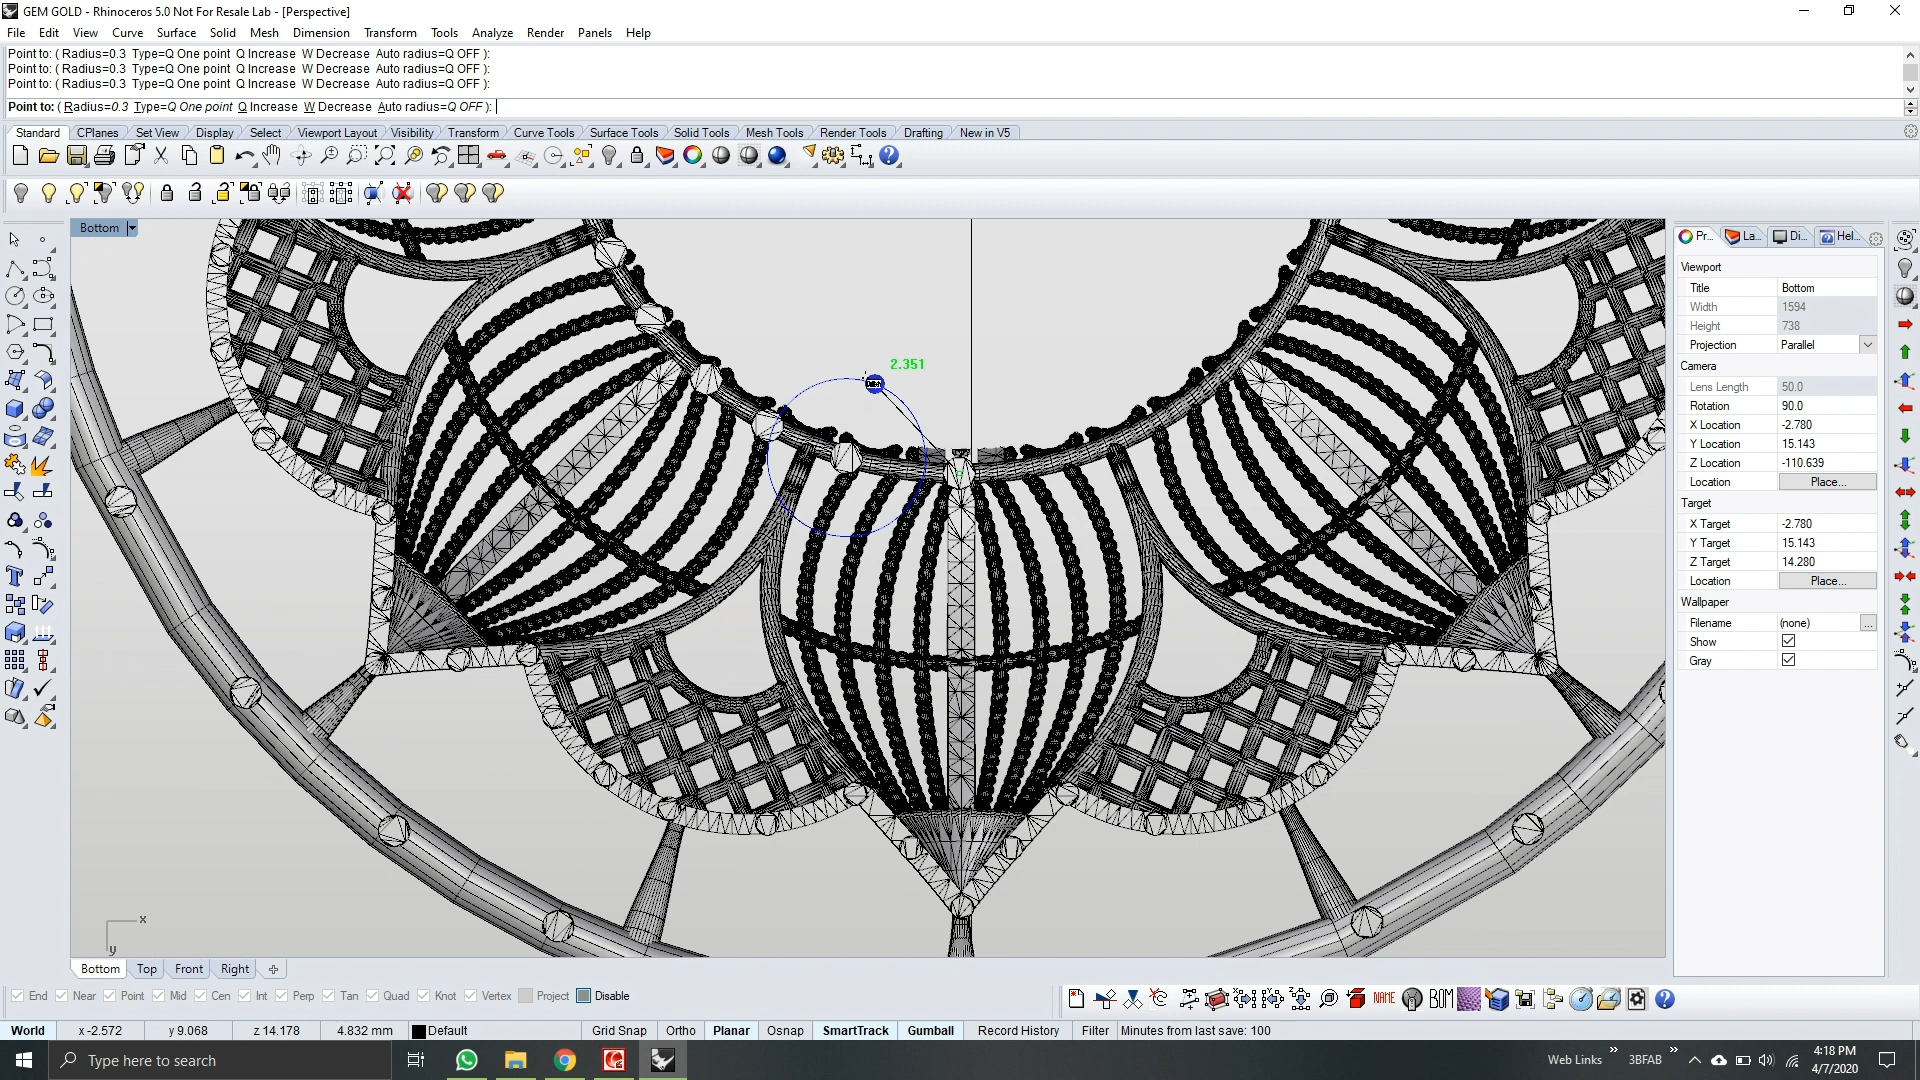 GEM GOLD - Rhinoceros 5.0 Not For Resale Lab - [Perspective]
File Edit View Curve Surface Solid Mesh Dimension Transform Tools Analyze Render Panels Help
Point to: ( Radius=0.3 Type=Q One point Q Increase W Decrease Auto radius=Q OFF ):
Point to: ( Radius=0.3 Type=Q One point Q Increase W Decrease Auto radius=Q OFF ):
Point to: ( Radius=0.3 Type=Q One point Q Increase W Decrease Auto radius=Q OFF ):
Point to: ( Radius=0.3 Type=Q One point Q Increase W Decrease Auto radius=Q OFF ):
Standard CPlanes Set View Display Select Viewport Layout Visibility Transform Curve Tools Surface Tools Solid Tools Mesh Tools Render Tools Drafting New in V5
Bottom
Pr... La... Di... Hel...
Viewport
Title Bottom
Width 1594
Height 738
Projection Parallel
Camera
Lens Length 50.0
Rotation 90.0
X Location -2.780
Y Location 15.143
Z Location -110.639
Location Place...
Target
X Target -2.780
Y Target 15.143
Z Target 14.280
Location Place...
Wallpaper
Filename (none) ...
Show
Gray
2.351
x
y
Bottom Top Front Right
End Near Point Mid Cen Int Perp Tan Quad Knot Vertex Project Disable
NAME BOM
World x -2.572 y 9.068 z 14.178 4.832 mm Default Grid Snap Ortho Planar Osnap SmartTrack Gumball Record History Filter Minutes from last save: 100
Type here to search
Web Links » 3BFAB »
4:18 PM
4/7/2020